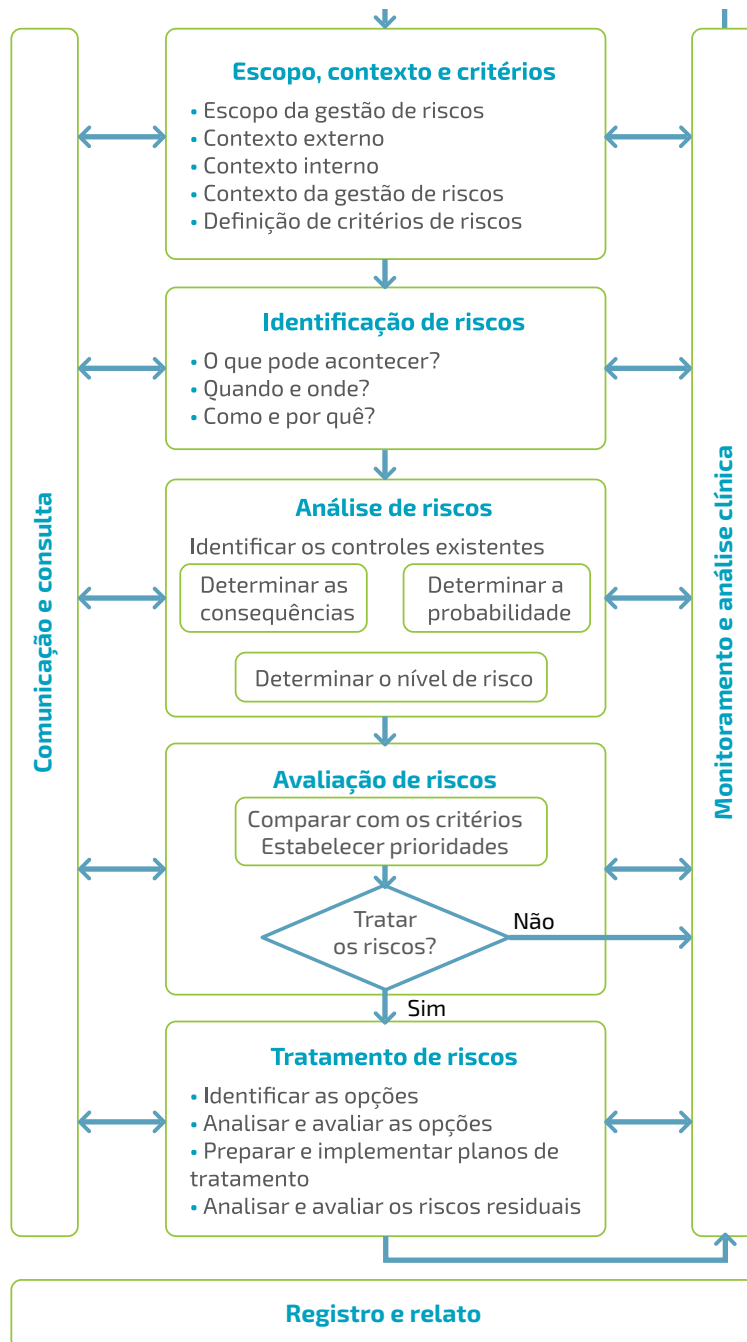 Escopo, contexto e critérios
• Escopo da gestão de riscos
• Contexto externo
• Contexto interno
• Contexto da gestão de riscos
• Definição de critérios de riscos
Identificação de riscos
• O que pode acontecer?
• Quando e onde?
• Como e por quê?
Análise de riscos
Identificar os controles existentes
Determinar as
consequências
Determinar a
probabilidade
Determinar o nível de risco
Avaliação de riscos
Comparar com os critérios
Estabelecer prioridades
Tratar
os riscos?
Não
Sim
Tratamento de riscos
• Identificar as opções
• Analisar e avaliar as opções
• Preparar e implementar planos de
tratamento
• Analisar e avaliar os riscos residuais
Comunicação e consulta
Monitoramento e análise clínica
Registro e relato